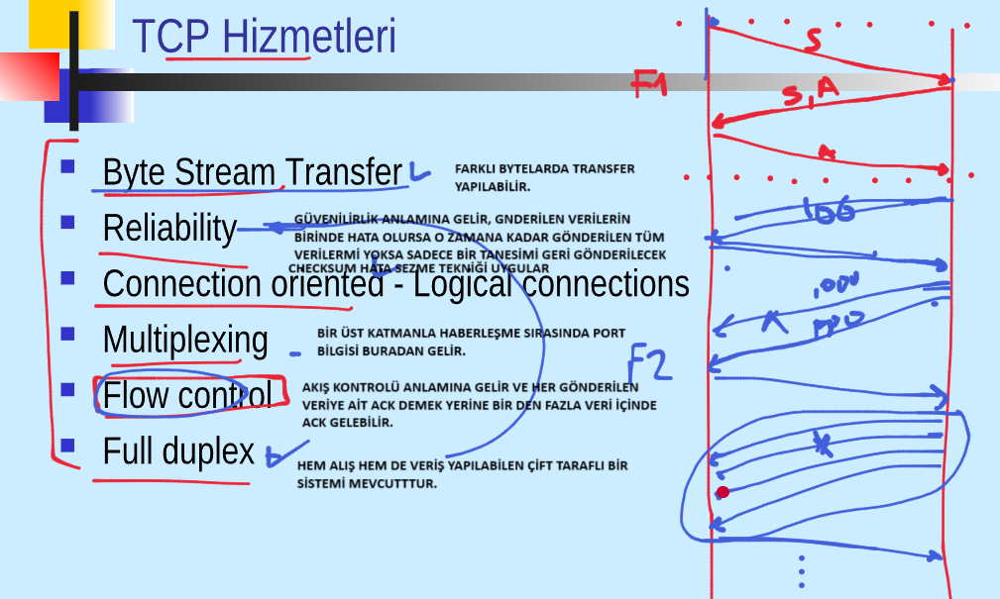 TCP Hizmetleri
Byte Stream Transfer
FARKLI BYTELARDA TRANSFER
YAPILABİLİR.
Reliability
GÜVENİLİRLİK ANLAMINA GELİR, GNDERİLEN VERİLERİN
BİRİNDE HATA OLURSA O ZAMANA KADAR GÖNDERİLEN TÜM
VERİLERMİ YOKSA SADECE BİR TANESİMİ GERİ GÖNDERİLECEK
CHECKSUM HATA SEZME TEKNİĞİ UYGULAR
Connection oriented - Logical connections
Multiplexing
BİR ÜST KATMANLA HABERLEŞME SIRASINDA PORT
BİLGİSİ BURADAN GELİR.
Flow control
AKIŞ KONTROLÜ ANLAMINA GELİR VE HER GÖNDERİLEN
VERİYE AİT ACK DEMEK YERİNE BİR DEN FAZLA VERİ İÇİNDE
ACK GELEBİLİR.
Full duplex
HEM ALIŞ HEM DE VERİŞ YAPILABİLEN ÇİFT TARAFLI BİR
SİSTEMİ MEVCUTTTUR.
S
F1
S,A
A
100
F2